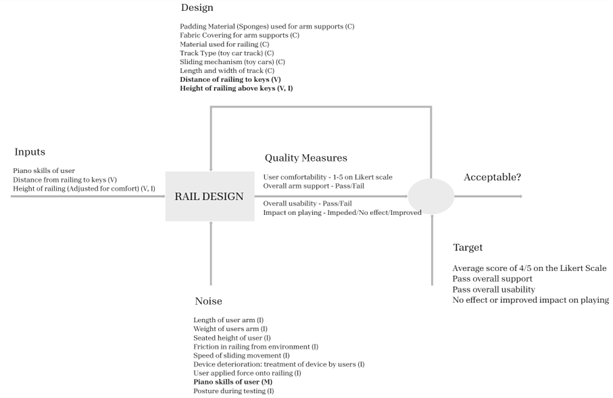 Design
Padding Material (Sponges) used for arm supports (C)
Fabric Covering for arm supports (C)
Material used for railing (C)
Track Type (toy car track) (C)
Sliding mechanism (toy cars) (C)
Length and width of track (C)
Distance of railing to keys (V)
Height of railing above keys (V, I)
Inputs
Piano skills of user
Distance from railing to keys (V)
Height of railing (Adjusted for comfort) (V, I)
RAIL DESIGN
Quality Measures
User comfortability - 1-5 on Likert scale
Overall arm support - Pass/Fail
Overall usability - Pass/Fail
Impact on playing - Impeded/No effect/Improved
Acceptable?
Target
Average score of 4/5 on the Likert Scale
Pass overall support
Pass overall usability
No effect or improved impact on playing
Noise
Length of user arm (I)
Weight of users arm (I)
Seated height of user (I)
Friction in railing from environment (I)
Speed of sliding movement (I)
Device deterioration: treatment of device by users (I)
User applied force onto railing (I)
Piano skills of user (M)
Posture during testing (I)